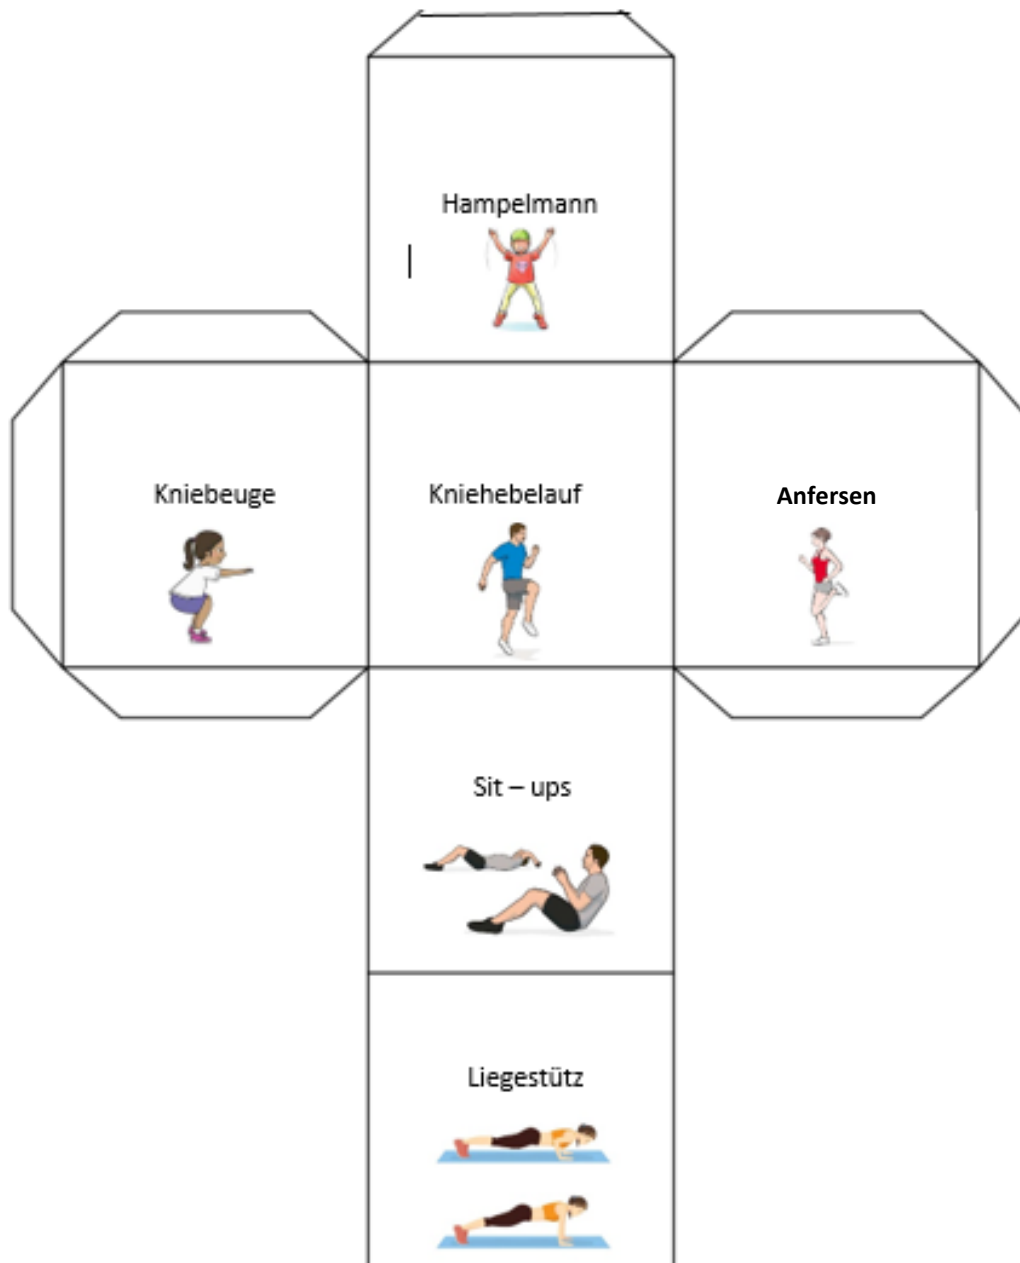 Hampelmann
Kniebeuge
Kniehebelauf
Anfersen
Sit – ups
Liegestütz